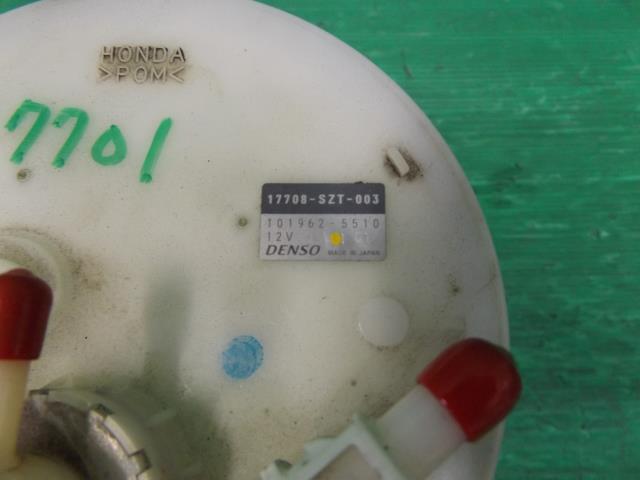 HONDA
>POM<
7701
17708-SZT-003
101962-5510
12V
DENSO MADE IN JAPAN